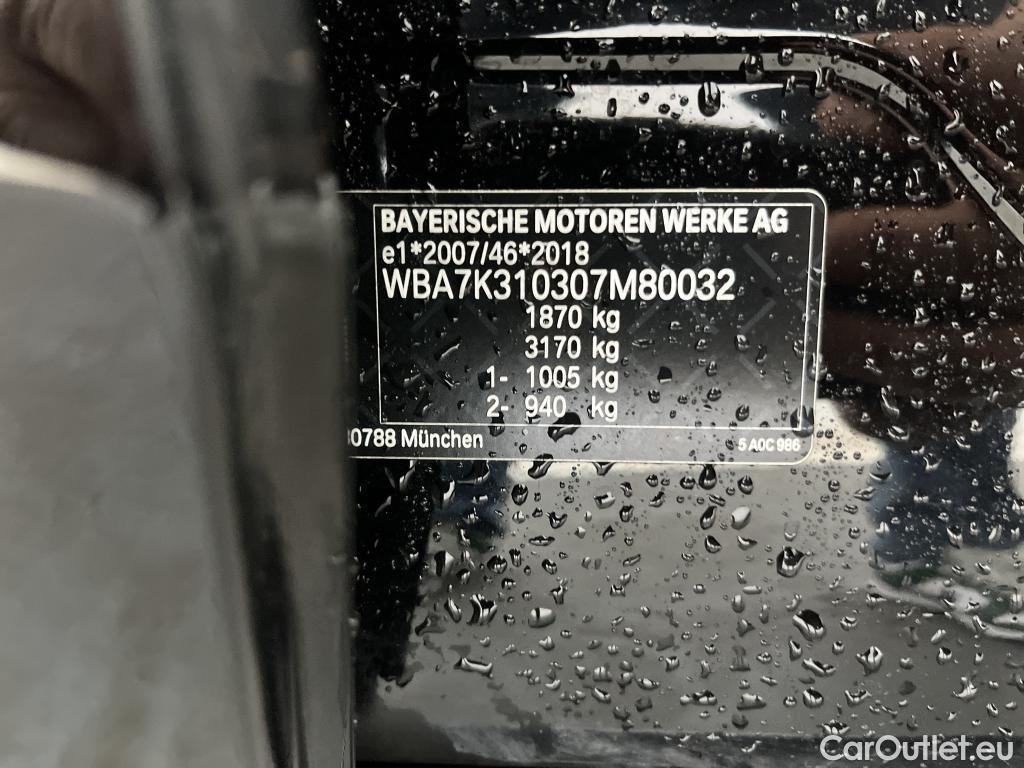 BAYERISCHE MOTOREN WERKE AG
e1*2007/46*2018
WBA7K310307M80032
1870 kg
3170 kg
1- 1005 kg
2- 940 kg
80788 München 5 A0C 986
CarOutlet.eu